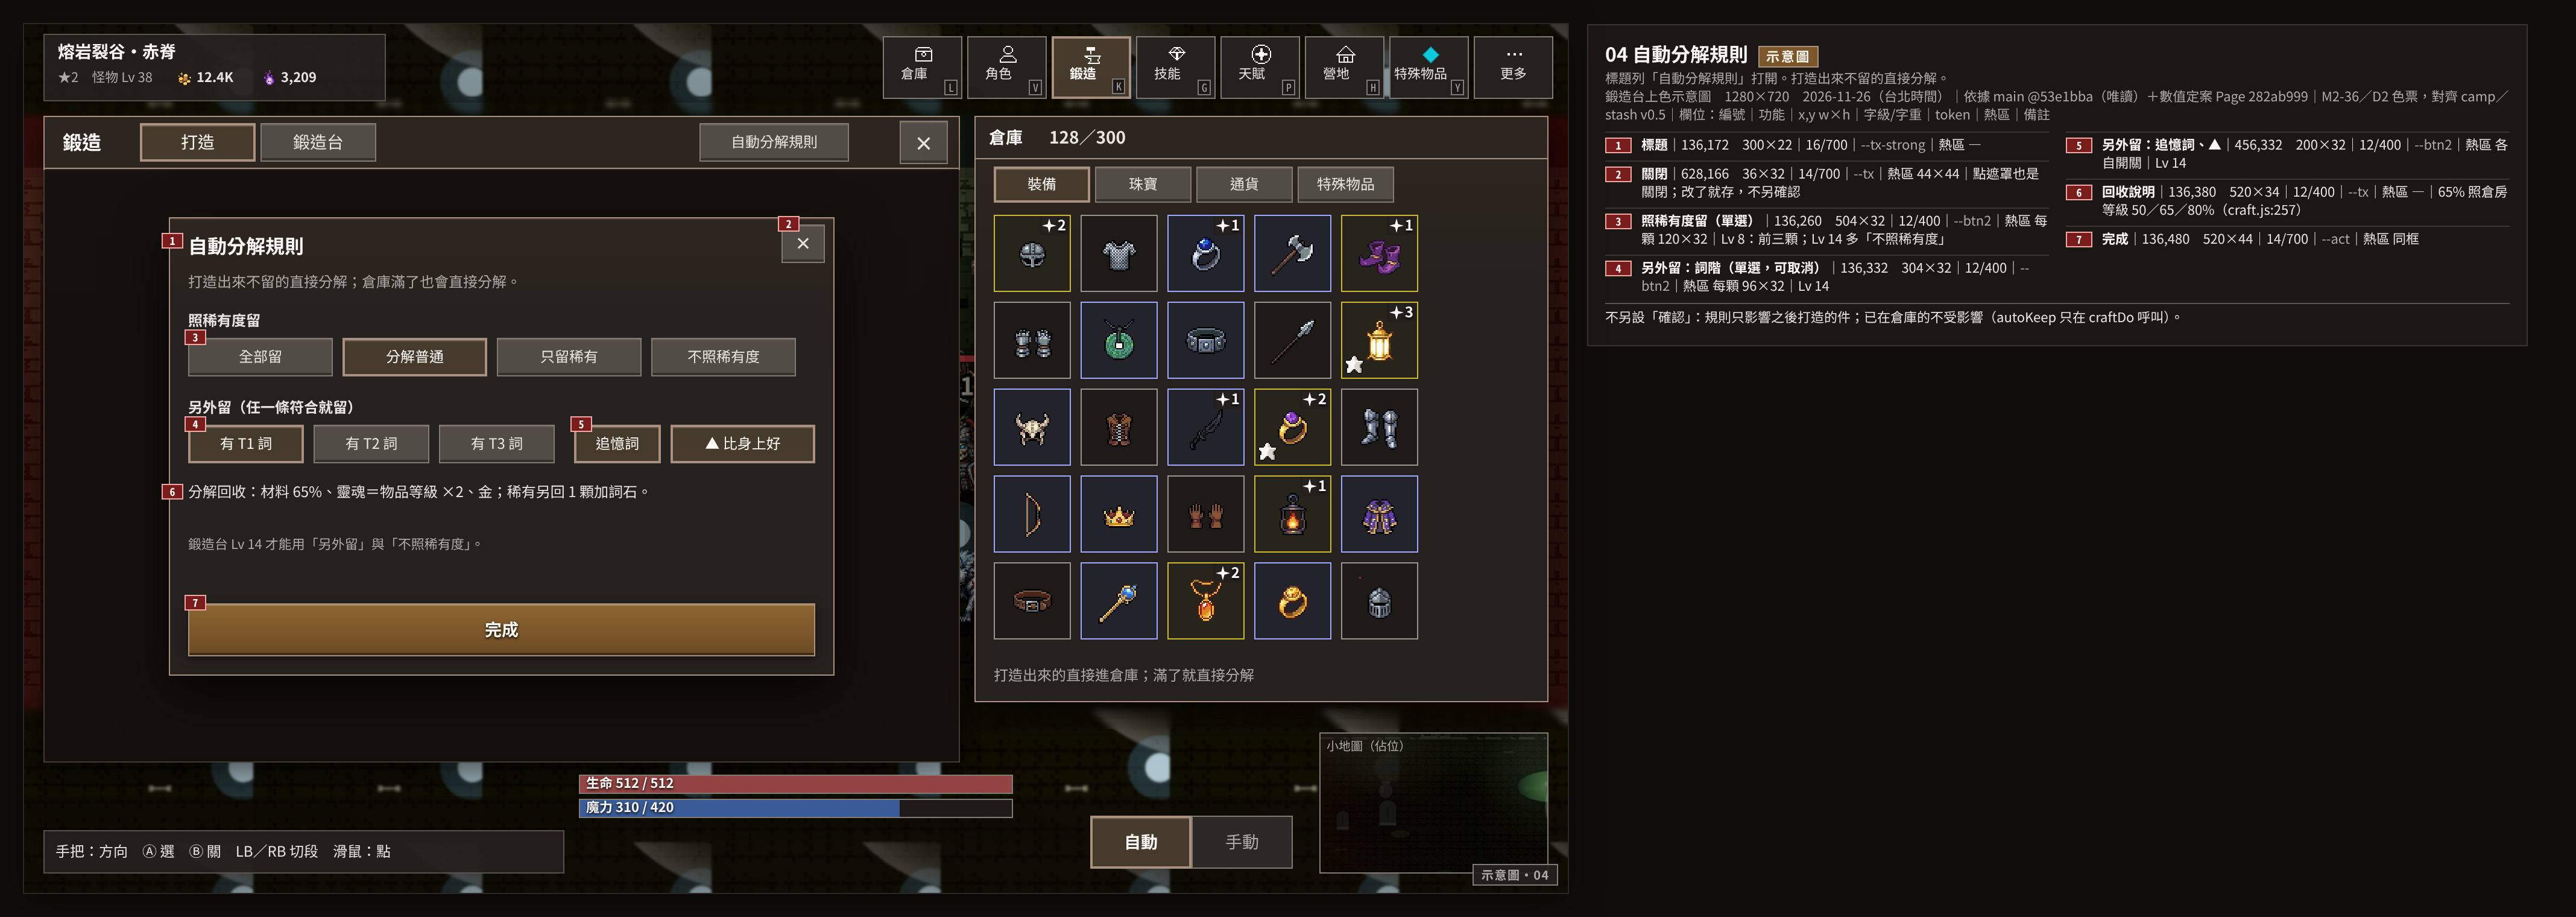 熔岩裂谷・赤脊
★2 怪物 Lv 38 12.4K 3,209
倉庫 L
角色 V
鍛造 K
技能 G
天賦 P
營地 H
特殊物品 Y
更多
鍛造 打造 鍛造台 自動分解規則 ×
1 自動分解規則 2 ×
打造出來不留的直接分解；倉庫滿了也會直接分解。
照稀有度留
3 全部留 分解普通 只留稀有 不照稀有度
另外留（任一條符合就留）
4 有 T1 詞 有 T2 詞 有 T3 詞 5 追憶詞 ▲ 比身上好
6 分解回收：材料 65%、靈魂＝物品等級 ×2、金；稀有另回 1 顆加詞石。
鍛造台 Lv 14 才能用「另外留」與「不照稀有度」。
7 完成
倉庫 128／300
裝備 珠寶 通貨 特殊物品
+2 +1 +1
+3
+1 +2
+1
+2
打造出來的直接進倉庫；滿了就直接分解
生命 512 / 512
魔力 310 / 420
手把：方向 Ⓐ 選 Ⓑ 關 LB／RB 切段 滑鼠：點
自動 手動
小地圖（佔位）
示意圖・04
04 自動分解規則 示意圖
標題列「自動分解規則」打開。打造出來不留的直接分解。
鍛造台上色示意圖 1280×720 2026-11-26（台北時間）｜依據 main @53e1bba（唯讀）＋數值定案 Page 282ab999｜M2-36／D2 色票，對齊 camp／
stash v0.5｜欄位：編號｜功能｜x,y w×h｜字級/字重｜token｜熱區｜備註
1 標題｜136,172 300×22｜16/700｜--tx-strong｜熱區 —
2 關閉｜628,166 36×32｜14/700｜--tx｜熱區 44×44｜點遮罩也是
關閉；改了就存，不另確認
3 照稀有度留（單選）｜136,260 504×32｜12/400｜--btn2｜熱區 每
顆 120×32｜Lv 8：前三顆；Lv 14 多「不照稀有度」
4 另外留：詞階（單選，可取消）｜136,332 304×32｜12/400｜--
btn2｜熱區 每顆 96×32｜Lv 14
5 另外留：追憶詞、▲｜456,332 200×32｜12/400｜--btn2｜熱區 各
自開關｜Lv 14
6 回收說明｜136,380 520×34｜12/400｜--tx｜熱區 —｜65% 照倉房
等級 50／65／80%（craft.js:257）
7 完成｜136,480 520×44｜14/700｜--act｜熱區 同框
不另設「確認」：規則只影響之後打造的件；已在倉庫的不受影響（autoKeep 只在 craftDo 呼叫）。